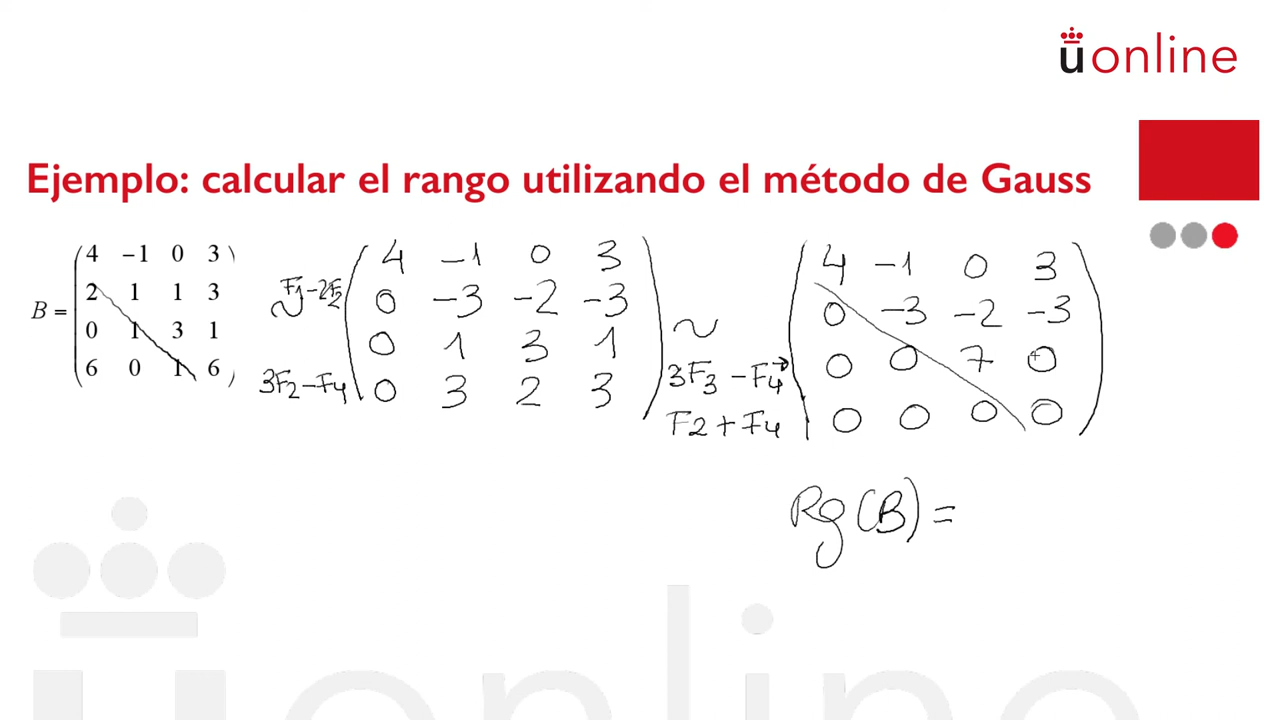 ūonline
Ejemplo: calcular el rango utilizando el método de Gauss
B =
4 -1 0 3
2 1 1 3
0 1 3 1
6 0 1 6
~ F1-2F2
3F2-F4
4 -1 0 3
0 -3 -2 -3
0 1 3 1
0 3 2 3
~
3F3-F4→
F2+F4
4 -1 0 3
0 -3 -2 -3
0 0 7 0
0 0 0 0
Rg(B)=
ūonline